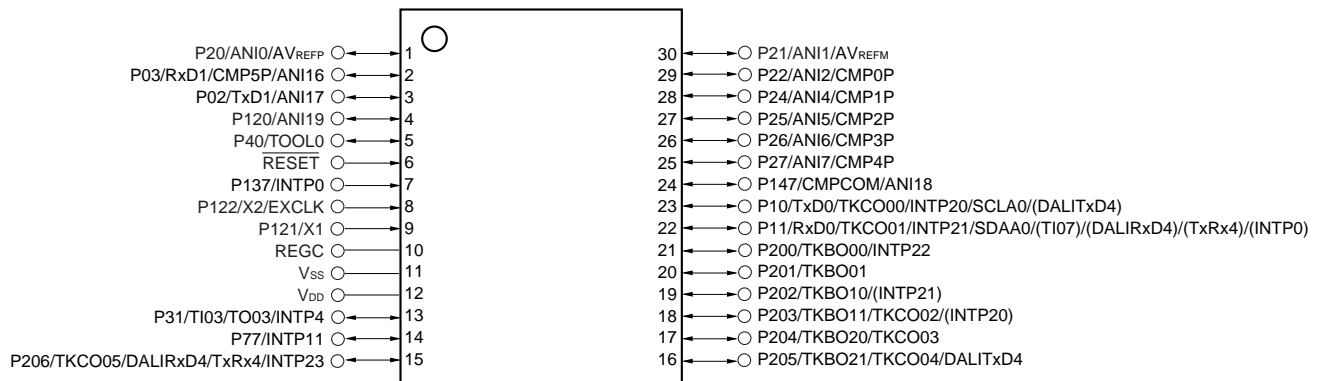 P20/ANI0/AVREFP 1 30 P21/ANI1/AVREFM
P03/RxD1/CMP5P/ANI16 2 29 P22/ANI2/CMP0P
P02/TxD1/ANI17 3 28 P24/ANI4/CMP1P
P120/ANI19 4 27 P25/ANI5/CMP2P
P40/TOOL0 5 26 P26/ANI6/CMP3P
RESET 6 25 P27/ANI7/CMP4P
P137/INTP0 7 24 P147/CMPCOM/ANI18
P122/X2/EXCLK 8 23 P10/TxD0/TKCO00/INTP20/SCLA0/(DALITxD4)
P121/X1 9 22 P11/RxD0/TKCO01/INTP21/SDAA0/(TI07)/(DALIRxD4)/(TxRx4)/(INTP0)
REGC 10 21 P200/TKBO00/INTP22
VSS 11 20 P201/TKBO01
VDD 12 19 P202/TKBO10/(INTP21)
P31/TI03/TO03/INTP4 13 18 P203/TKBO11/TKCO02/(INTP20)
P77/INTP11 14 17 P204/TKBO20/TKCO03
P206/TKCO05/DALIRxD4/TxRx4/INTP23 15 16 P205/TKBO21/TKCO04/DALITxD4